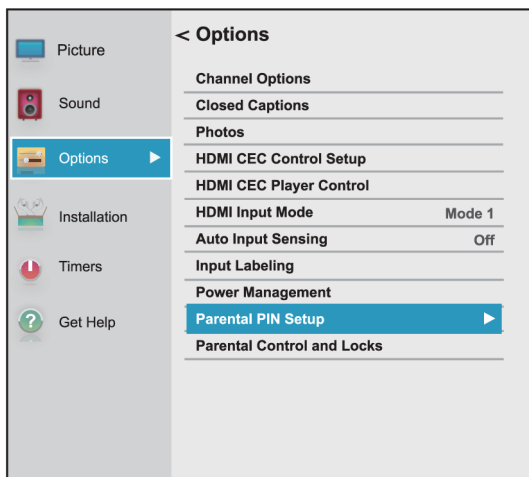 Picture
Sound
Options
Installation
Timers
Get Help
< Options
Channel Options
Closed Captions
Photos
HDMI CEC Control Setup
HDMI CEC Player Control
HDMI Input Mode Mode 1
Auto Input Sensing Off
Input Labeling
Power Management
Parental PIN Setup
Parental Control and Locks